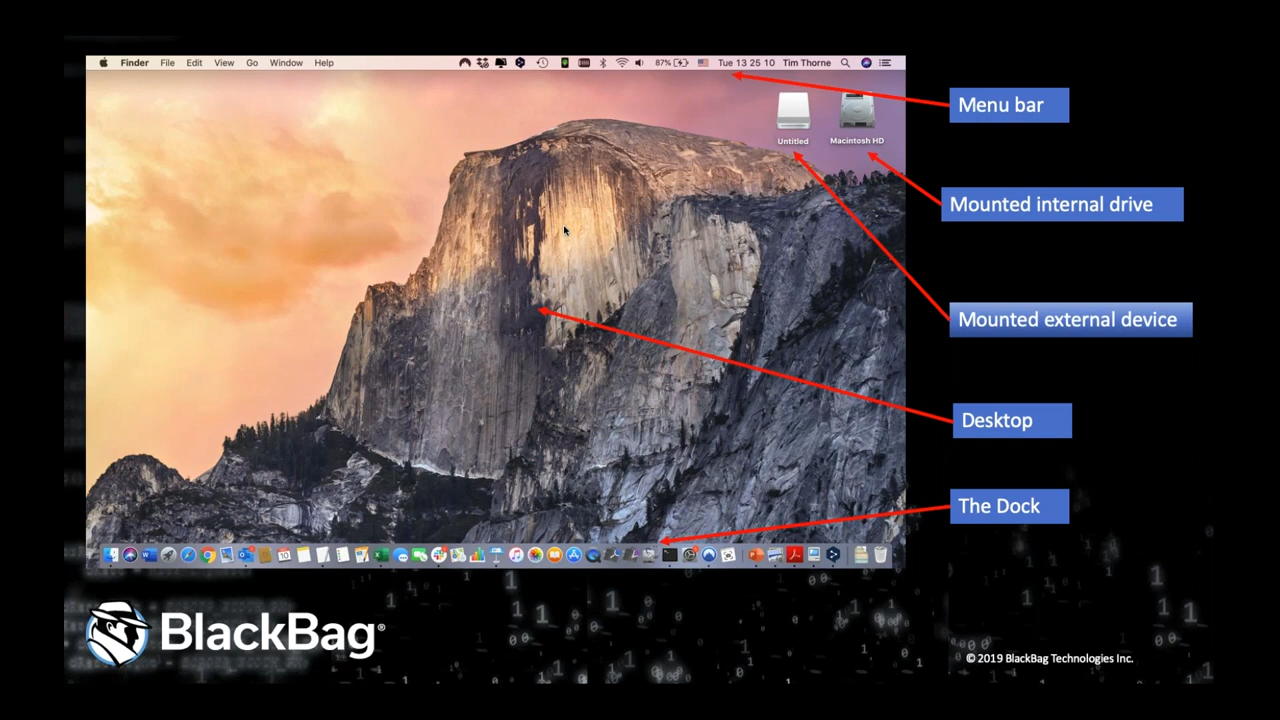 Finder File Edit View Go Window Help 87% Tue 13 25 10 Tim Thorne
Menu bar
Untitled
Macintosh HD
Mounted internal drive
Mounted external device
Desktop
The Dock
BlackBag®
© 2019 BlackBag Technologies Inc.